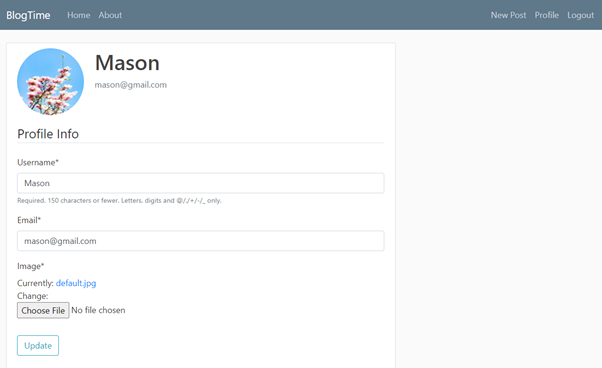 BlogTime Home About New Post Profile Logout
Mason
mason@gmail.com
Profile Info
Username*
Mason
Required. 150 characters or fewer. Letters, digits and @/./+/-/_ only.
Email*
mason@gmail.com
Image*
Currently: default.jpg
Change:
Choose File No file chosen
Update